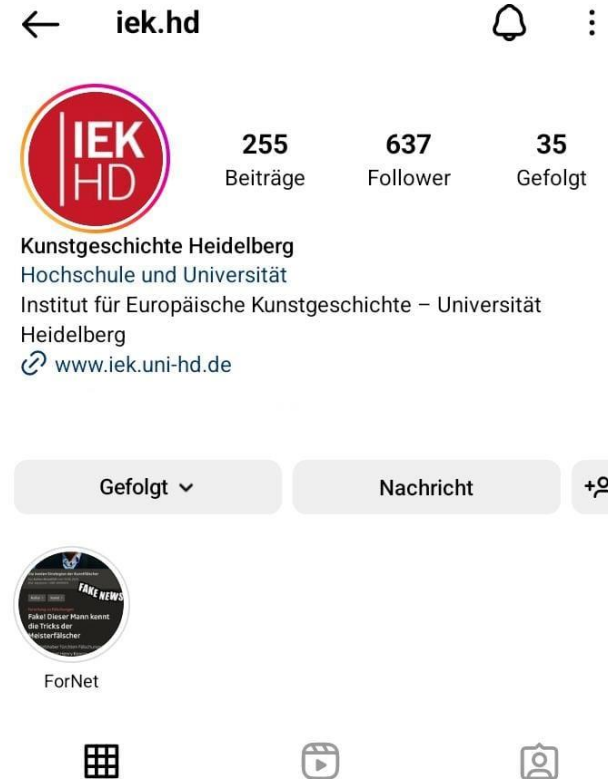 iek.hd
IEK
HD
255
Beiträge
637
Follower
35
Gefolgt
Kunstgeschichte Heidelberg
Hochschule und Universität
Institut für Europäische Kunstgeschichte – Universität
Heidelberg
www.iek.uni-hd.de
Gefolgt
Nachricht
FAKE NEWS
Fake! Dieser Mann kennt
die Tricks der
Meisterfälscher
ForNet